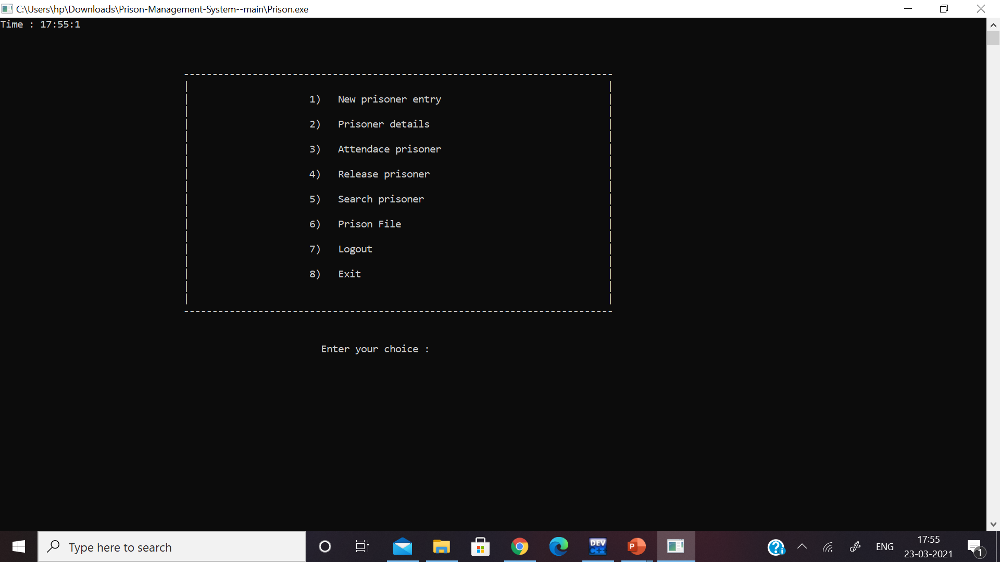 C:\Users\hp\Downloads\Prison-Management-System--main\Prison.exe
Time : 17:55:1
1) New prisoner entry
2) Prisoner details
3) Attendace prisoner
4) Release prisoner
5) Search prisoner
6) Prison File
7) Logout
8) Exit
Enter your choice :
Type here to search
DEV
C++
P
?
i
ENG
17:55
23-03-2021
1